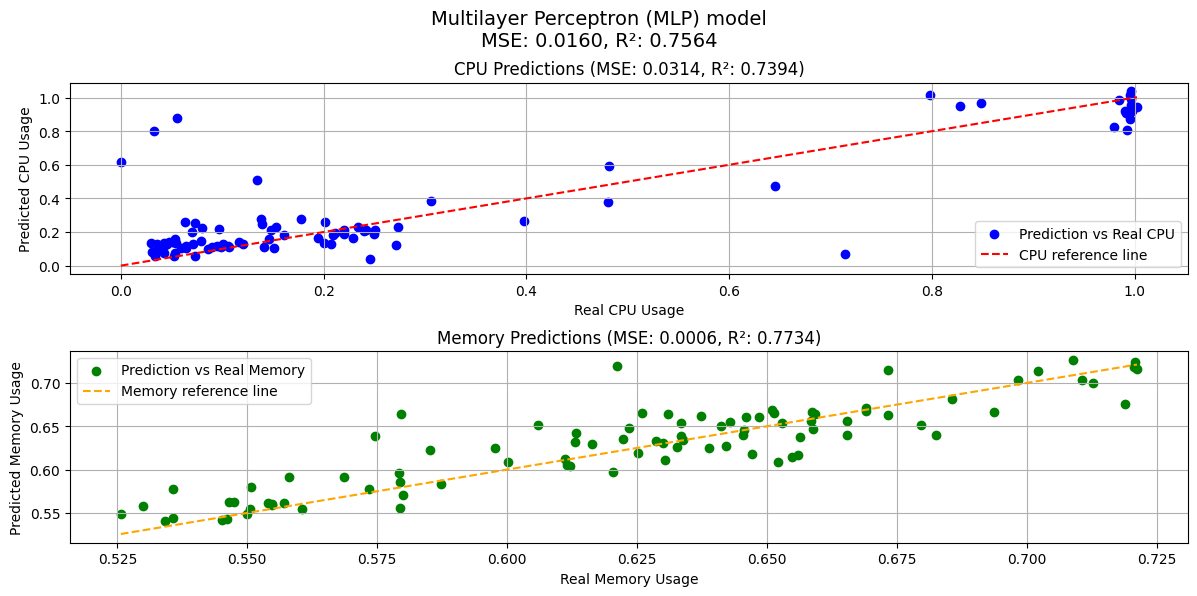 Multilayer Perceptron (MLP) model
MSE: 0.0160, R²: 0.7564
CPU Predictions (MSE: 0.0314, R²: 0.7394)
Predicted CPU Usage
1.0
0.8
0.6
0.4
0.2
0.0
Prediction vs Real CPU
CPU reference line
0.0 0.2 0.4 0.6 0.8 1.0
Real CPU Usage
Memory Predictions (MSE: 0.0006, R²: 0.7734)
Predicted Memory Usage
0.70
0.65
0.60
0.55
Prediction vs Real Memory
Memory reference line
0.525 0.550 0.575 0.600 0.625 0.650 0.675 0.700 0.725
Real Memory Usage